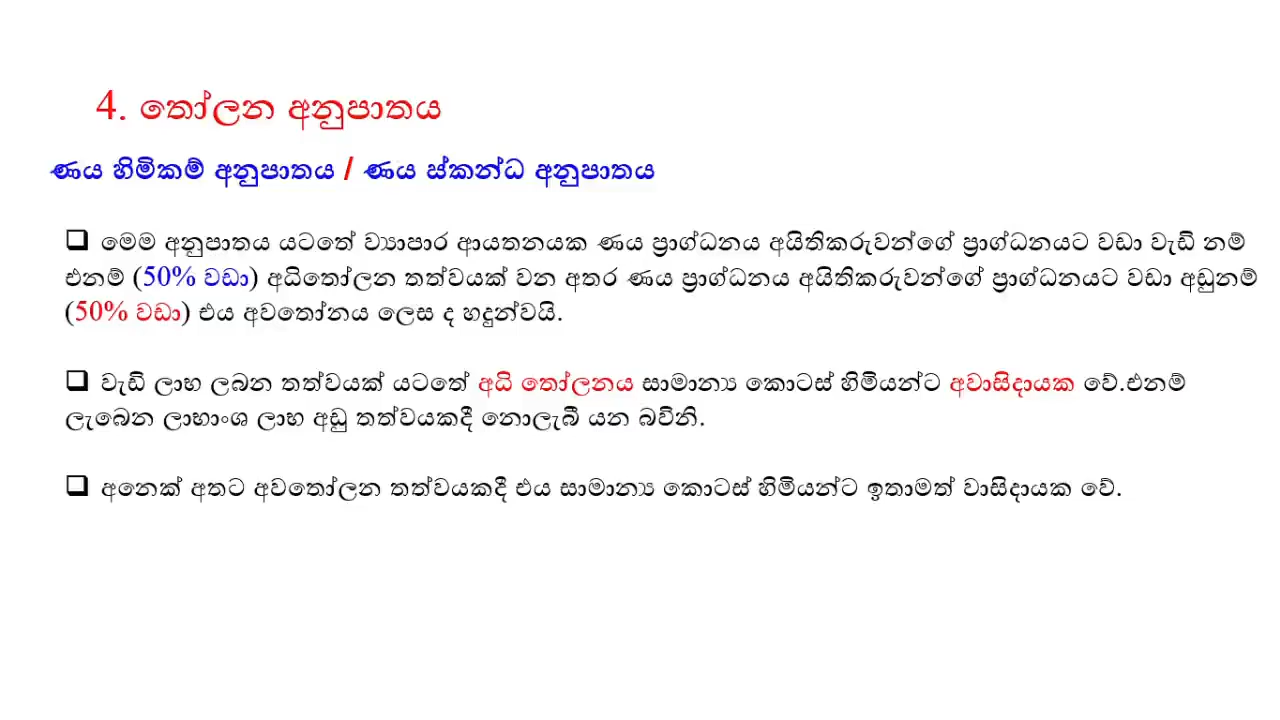 4. තෝලන අනුපාතය
ණය හිමිකම් අනුපාතය / ණය ස්කන්ධ අනුපාතය
❑ මෙම අනුපාතය යටතේ ව්‍යාපාර ආයතනයක ණය ප්‍රාග්ධනය අයිතිකරුවන්ගේ ප්‍රාග්ධනයට වඩා වැඩි නම්
එනම් (50% වඩා) අධිතෝලන තත්වයක් වන අතර ණය ප්‍රාග්ධනය අයිතිකරුවන්ගේ ප්‍රාග්ධනයට වඩා අඩුනම්
(50% වඩා) එය අවතෝනය ලෙස ද හදුන්වයි.
❑ වැඩි ලාභ ලබන තත්වයක් යටතේ අධි තෝලනය සාමාන්‍ය කොටස් හිමියන්ට අවාසිදායක වේ.එනම්
ලැබෙන ලාභාංශ ලාභ අඩු තත්වයකදී නොලැබී යන බවිනි.
❑ අනෙක් අතට අවතෝලන තත්වයකදී එය සාමාන්‍ය කොටස් හිමියන්ට ඉතාමත් වාසිදායක වේ.